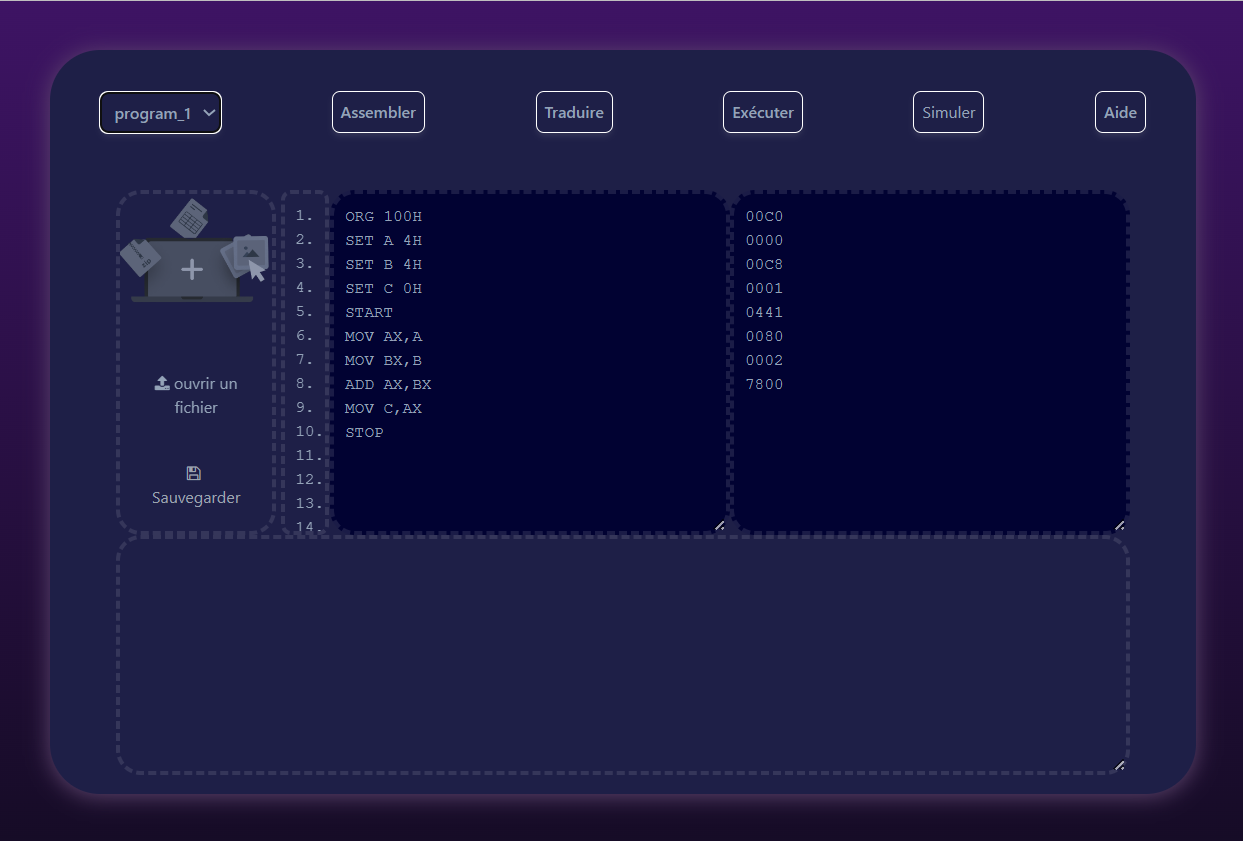 program_1
Assembler
Traduire
Exécuter
Simuler
Aide
ouvrir un
fichier
Sauvegarder
1. ORG 100H
2. SET A 4H
3. SET B 4H
4. SET C 0H
5. START
6. MOV AX,A
7. MOV BX,B
8. ADD AX,BX
9. MOV C,AX
10. STOP
11.
12.
13.
14.
00C0
0000
00C8
0001
0441
0080
0002
7800